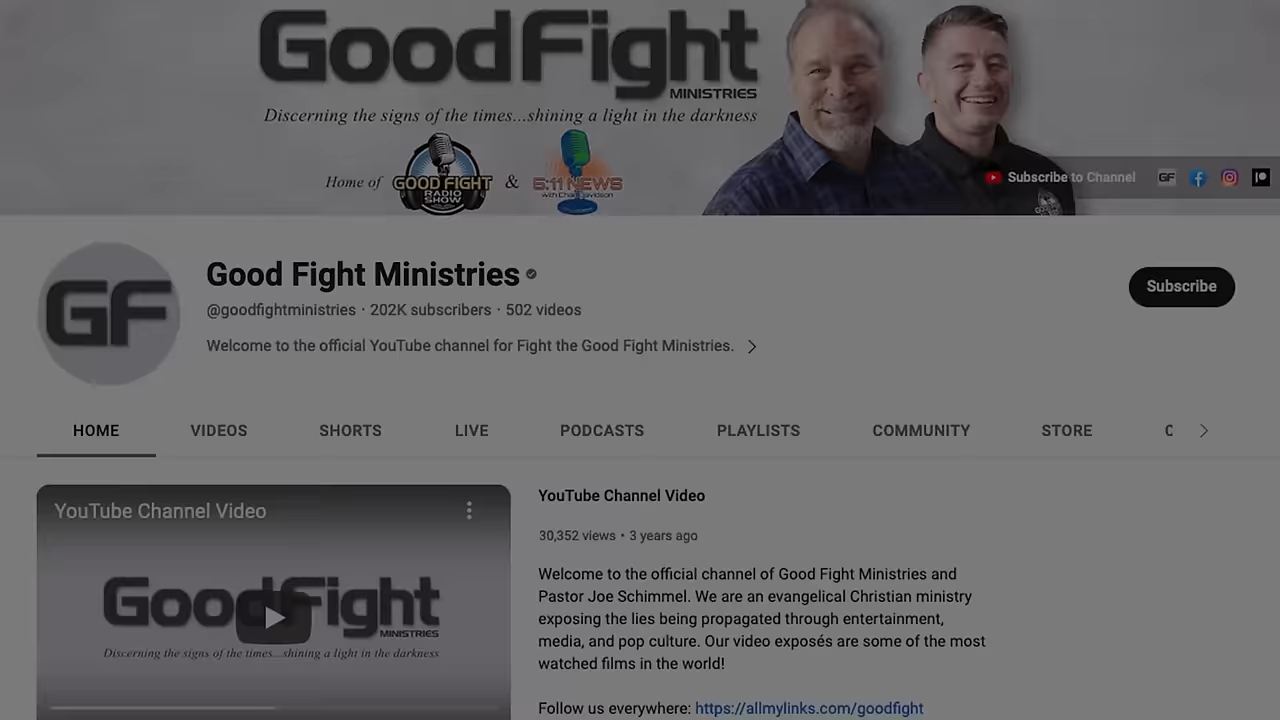 GoodFight
MINISTRIES
Discerning the signs of the times...shining a light in the darkness
Home of GOOD FIGHT RADIO SHOW & 5:11 NEWS with Chad Davidson
Subscribe to Channel GF
GF
Good Fight Ministries
@goodfightministries · 202K subscribers · 502 videos
Welcome to the official YouTube channel for Fight the Good Fight Ministries.
Subscribe
HOME VIDEOS SHORTS LIVE PODCASTS PLAYLISTS COMMUNITY STORE C
YouTube Channel Video
GoodFight
MINISTRIES
Discerning the signs of the times...shining a light in the darkness
YouTube Channel Video
30,352 views • 3 years ago
Welcome to the official channel of Good Fight Ministries and
Pastor Joe Schimmel. We are an evangelical Christian ministry
exposing the lies being propagated through entertainment,
media, and pop culture. Our video exposés are some of the most
watched films in the world!
Follow us everywhere: https://allmylinks.com/goodfight